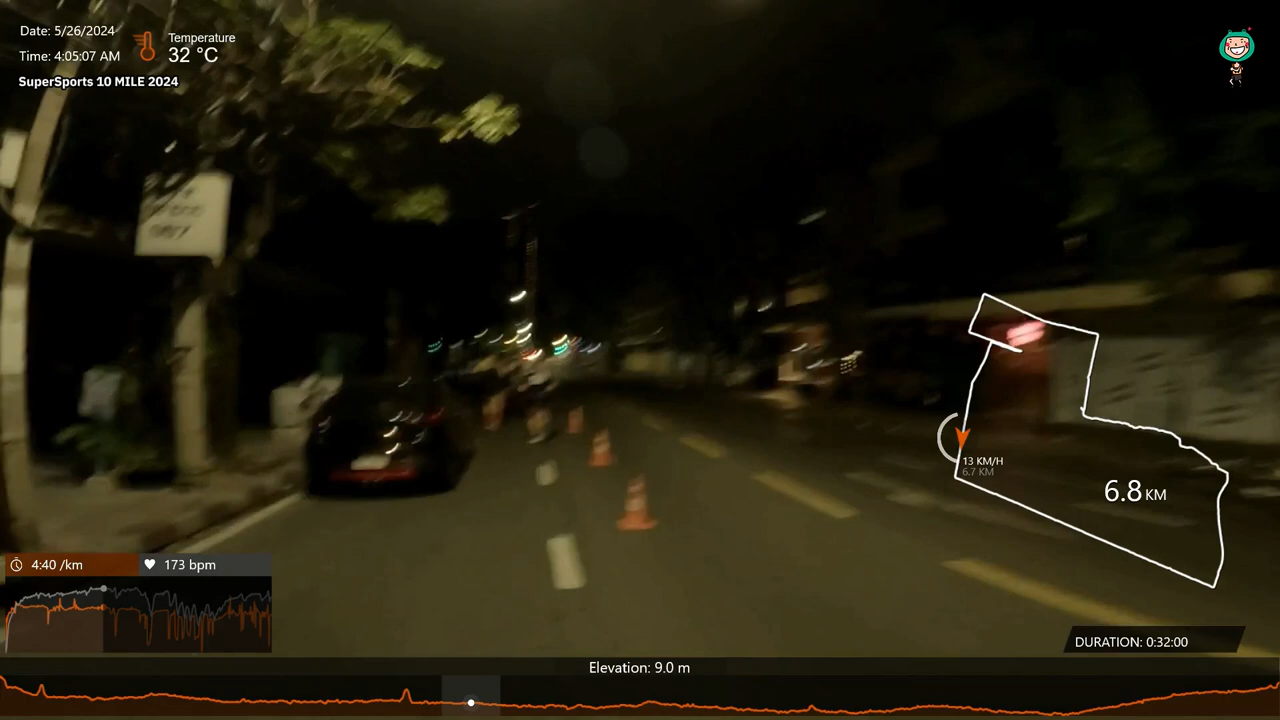 Date: 5/26/2024
Time: 4:05:07 AM
Temperature
32 °C
SuperSports 10 MILE 2024
13 KM/H
6.7 KM
6.8 KM
4:40 /km
173 bpm
DURATION: 0:32:00
Elevation: 9.0 m